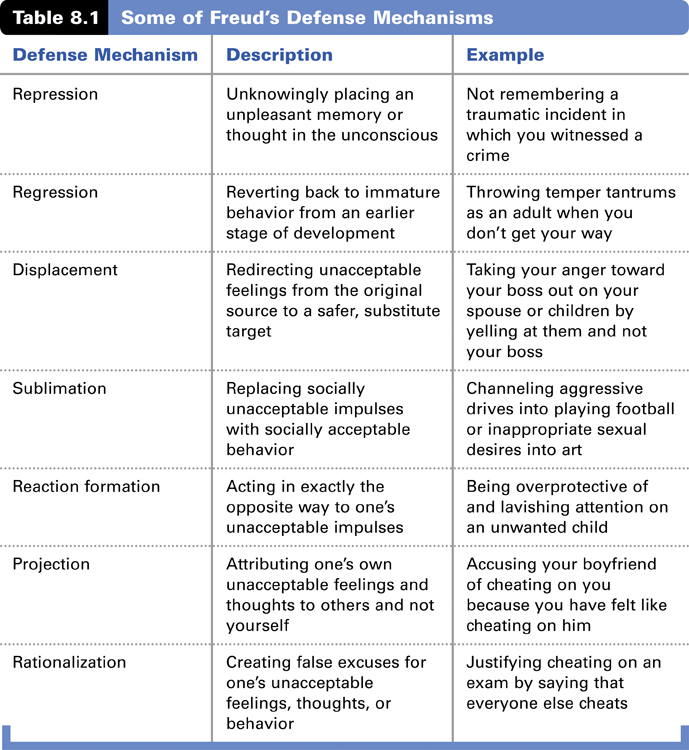 Table 8.1 Some of Freud's Defense Mechanisms
Defense Mechanism Description Example
Repression
Unknowingly placing an
unpleasant memory or
thought in the unconscious
Not remembering a
traumatic incident in
which you witnessed a
crime
Regression
Reverting back to immature
behavior from an earlier
stage of development
Throwing temper tantrums
as an adult when you
don't get your way
Displacement
Redirecting unacceptable
feelings from the original
source to a safer, substitute
target
Taking your anger toward
your boss out on your
spouse or children by
yelling at them and not
your boss
Sublimation
Replacing socially
unacceptable impulses
with socially acceptable
behavior
Channeling aggressive
drives into playing football
or inappropriate sexual
desires into art
Reaction formation
Acting in exactly the
opposite way to one's
unacceptable impulses
Being overprotective of
and lavishing attention on
an unwanted child
Projection
Attributing one's own
unacceptable feelings and
thoughts to others and not
yourself
Accusing your boyfriend
of cheating on you
because you have felt like
cheating on him
Rationalization
Creating false excuses for
one's unacceptable
feelings, thoughts, or
behavior
Justifying cheating on an
exam by saying that
everyone else cheats